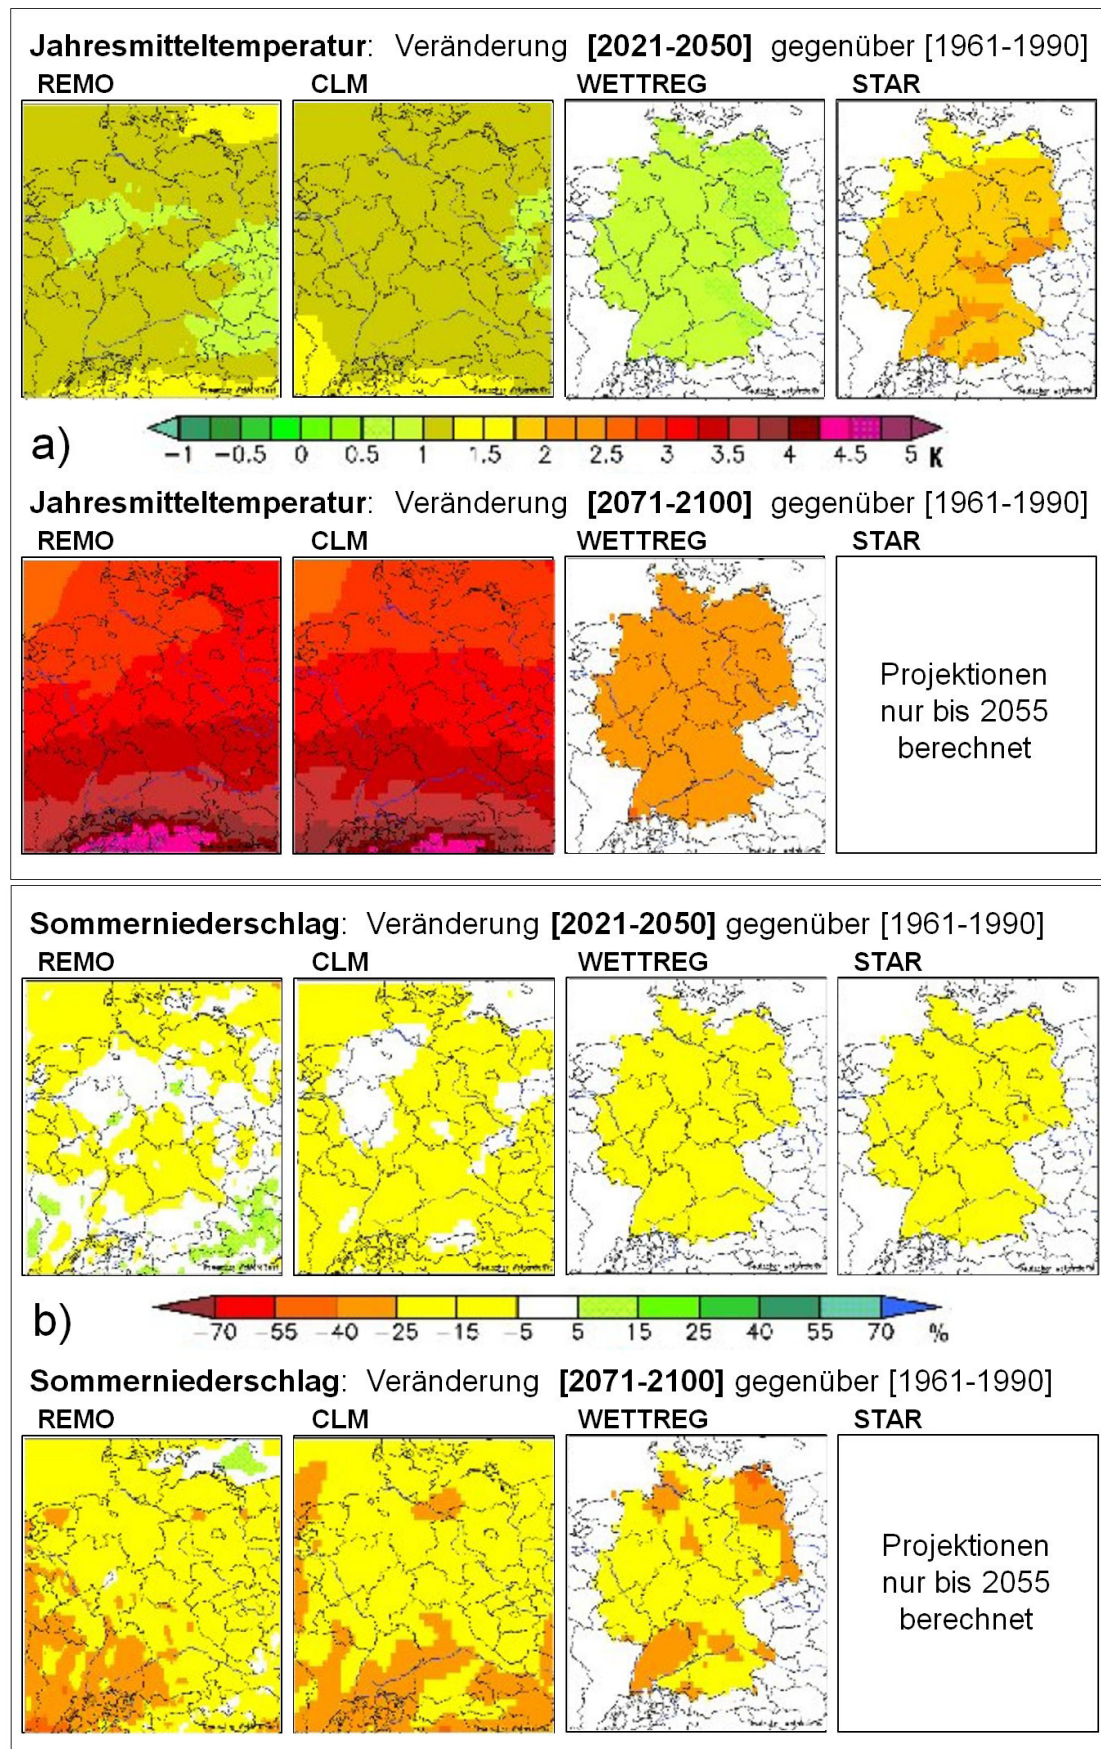 Jahresmitteltemperatur: Veränderung [2021-2050] gegenüber [1961-1990]
REMO CLM WETTREG STAR
a)
−1 −0.5 0 0.5 1 1.5 2 2.5 3 3.5 4 4.5 5 K
Jahresmitteltemperatur: Veränderung [2071-2100] gegenüber [1961-1990]
REMO CLM WETTREG STAR
Projektionen
nur bis 2055
berechnet
Sommerniederschlag: Veränderung [2021-2050] gegenüber [1961-1990]
REMO CLM WETTREG STAR
b)
−70 −55 −40 −25 −15 −5 5 15 25 40 55 70 %
Sommerniederschlag: Veränderung [2071-2100] gegenüber [1961-1990]
REMO CLM WETTREG STAR
Projektionen
nur bis 2055
berechnet